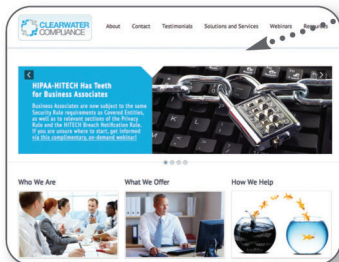 CLEARWATER
COMPLIANCE
About Contact Testimonials Solutions and Services Webinars Resources
HIPAA-HITECH Has Teeth
for Business Associates
Business Associates are now subject to the same
Security Rule requirements as Covered Entities,
as well as to relevant sections of the Privacy
Rule and the HITECH Breach Notification Rule.
If you are unsure where to start, get informed
via this complimentary, on-demand webinar!
Who We Are What We Offer How We Help